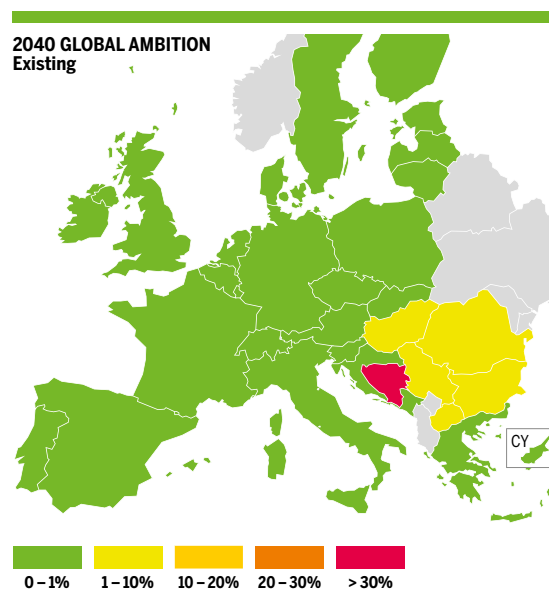 2040 GLOBAL AMBITION
Existing
CY
0 – 1%
1 – 10%
10 – 20%
20 – 30%
> 30%